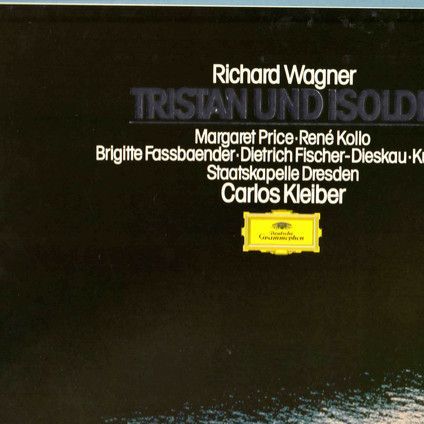 Richard Wagner
TRISTAN UND ISOLD
Margaret Price·René Kollo
Brigitte Fassbaender·Dietrich Fischer-Dieskau·K
Staatskapelle Dresden
Carlos Kleiber
Deutsche
Grammophon